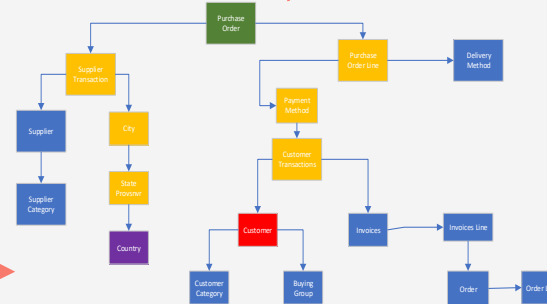 Purchase
Order
Supplier
Transaction
Purchase
Order Line
Delivery
Method
Supplier
City
Payment
Method
Customer
Transactions
Supplier
Category
State
Country
Customer
Invoices
Invoices Line
Customer
Category
Buying
Group
Order
Order